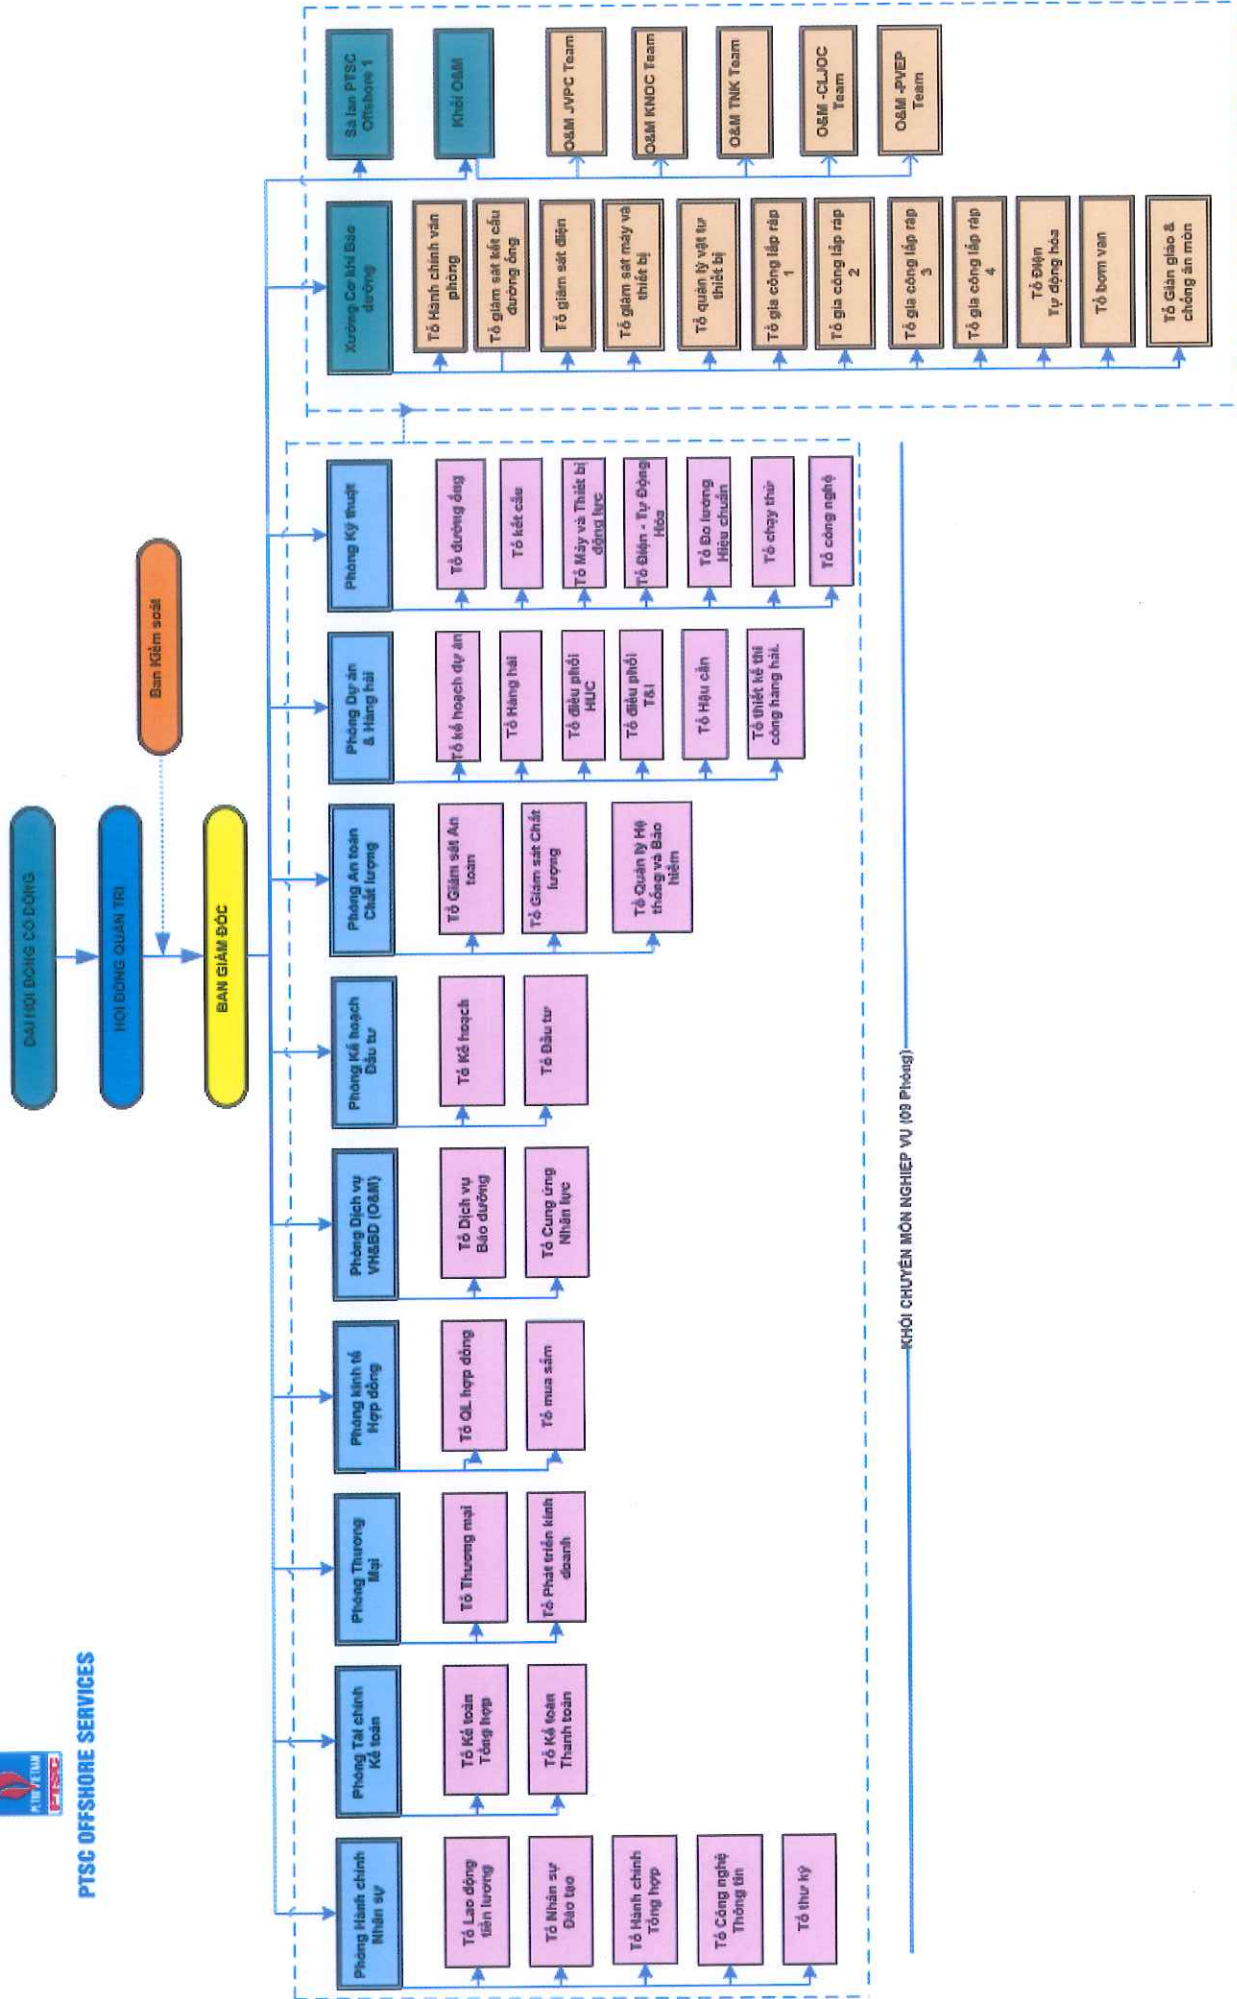 PETROVIETNAM
PTSC
PTSC OFFSHORE SERVICES
ĐẠI HỘI ĐỒNG CỔ ĐÔNG
HỘI ĐỒNG QUẢN TRỊ
Ban Kiểm soát
BAN GIÁM ĐỐC
Phòng Hành chính
Nhân sự
Tổ Lao động
tiền lương
Tổ Nhân sự
Đào tạo
Tổ Hành chính
Tổng hợp
Tổ Công nghệ
Thông tin
Tổ thư ký
Phòng Tài chính
Kế toán
Tổ Kế toán
Tổng hợp
Tổ Kế toán
Thanh toán
Phòng Thương
Mại
Tổ Thương mại
Tổ Phát triển kinh
doanh
Phòng kinh tế
Hợp đồng
Tổ QL hợp đồng
Tổ mua sắm
Phòng Dịch vụ
VH&BD (O&M)
Tổ Dịch vụ
Bảo dưỡng
Tổ Cung ứng
Nhân lực
Phòng Kế hoạch
Đầu tư
Tổ Kế hoạch
Tổ Đầu tư
Phòng An toàn
Chất lượng
Tổ Giám sát An
toàn
Tổ Giám sát Chất
lượng
Tổ Quản lý Hệ
thống và Bảo
hiểm
Phòng Dự án
& Hàng hải
Tổ kế hoạch dự án
Tổ Hàng hải
Tổ điều phối
HUC
Tổ điều phối
T&I
Tổ Hậu cần
Tổ thiết kế thi
công hàng hải.
Phòng Kỹ thuật
Tổ đường ống
Tổ kết cấu
Tổ Máy và Thiết bị
động lực
Tổ Điện - Tự Động
Hóa
Tổ Đo lường
Hiệu chuẩn
Tổ chạy thử
Tổ công nghệ
KHỐI CHUYÊN MÔN NGHIỆP VỤ (09 Phòng)
Xưởng Cơ khí Bảo
dưỡng
Tổ Hành chính văn
phòng
Tổ giám sát kết cấu
đường ống
Tổ giám sát điện
Tổ giám sát máy và
thiết bị
Tổ quản lý vật tư
thiết bị
Tổ gia công lắp ráp
1
Tổ gia công lắp ráp
2
Tổ gia công lắp ráp
3
Tổ gia công lắp ráp
4
Tổ Điện
Tự động hóa
Tổ bơm van
Tổ Giàn giáo &
chống ăn mòn
Sà lan PTSC
Offshore 1
Khối O&M
O&M JVPC Team
O&M KNOC Team
O&M TNK Team
O&M -CLJOC
Team
O&M -PVEP
Team